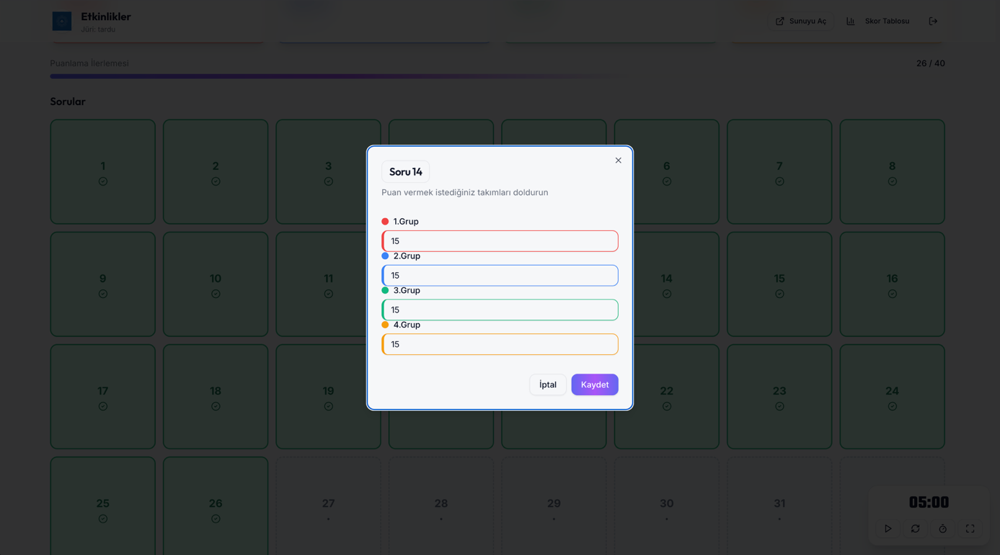 Etkinlikler
Jüri: tardu
Sunuyu Aç
Skor Tablosu
Puanlama İlerlemesi
26 / 40
Sorular
1
2
3
6
7
8
Soru 14
Puan vermek istediğiniz takımları doldurun
1.Grup
15
2.Grup
15
3.Grup
15
4.Grup
15
İptal
Kaydet
9
10
11
14
15
16
17
18
19
22
23
24
25
26
27
28
29
30
31
05:00